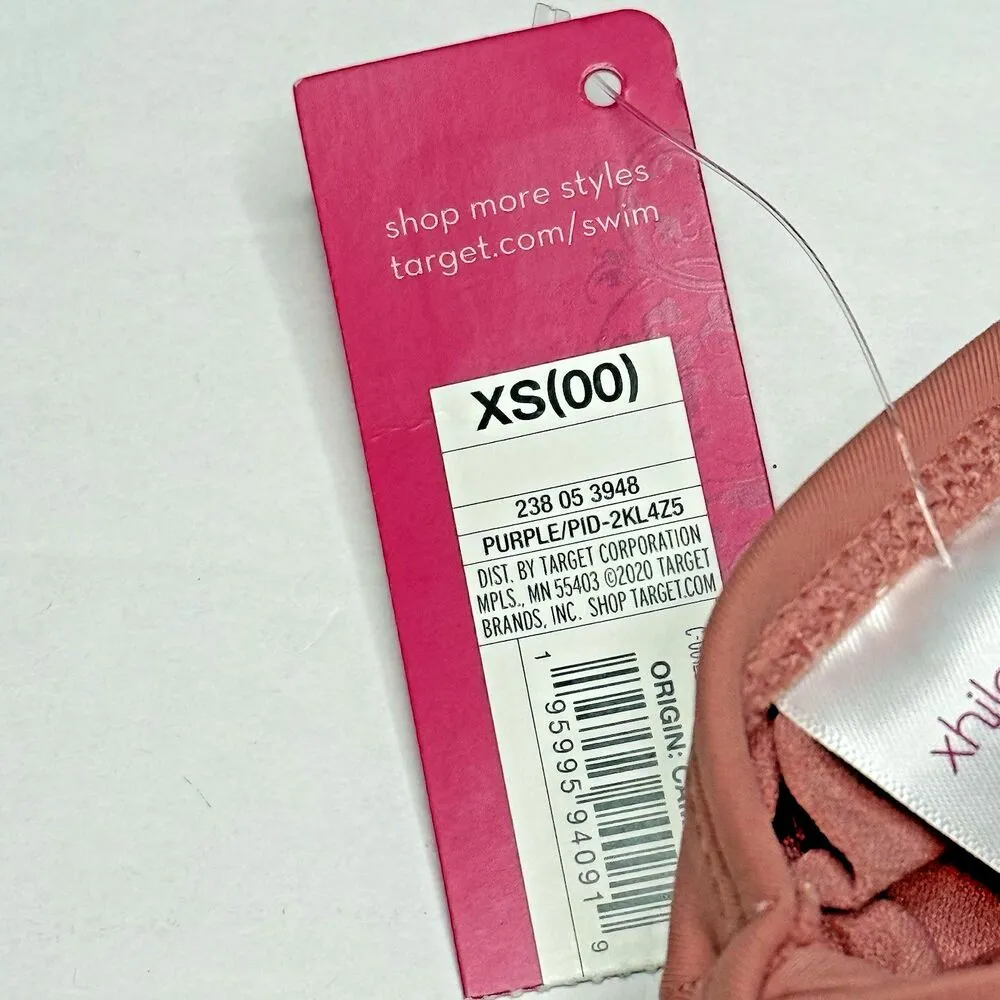 shop more styles
target.com/swim
XS(00)
238 05 3948
PURPLE/PID-2KL4Z5
DIST. BY TARGET CORPORATION
MPLS., MN 55403 ©2020 TARGET
BRANDS, INC. SHOP TARGET.COM
1 95995 94091 9
ORIGIN: